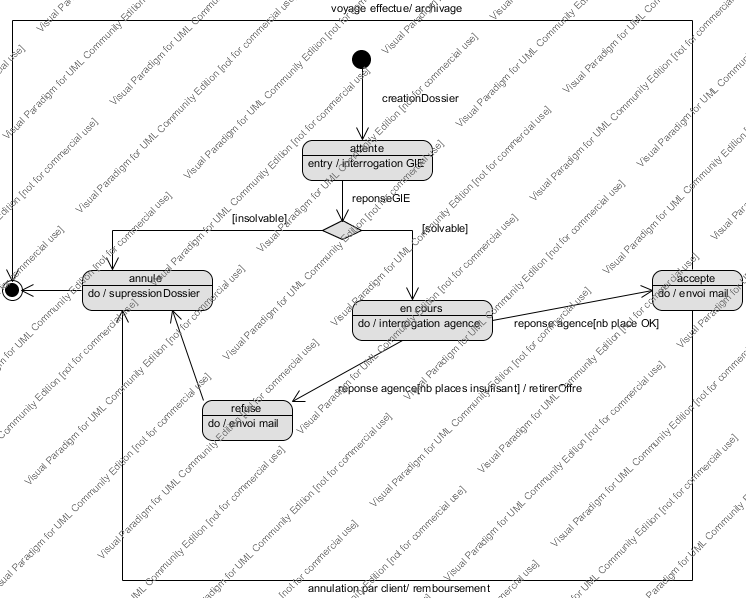 voyage effectue/ archivage
creationDossier
attente
entry / interrogation GIE
reponseGIE
[insolvable]
[solvable]
annule
do / supressionDossier
accepte
do / envoi mail
en cours
do / interrogation agence
reponse agence[nb place OK]
reponse agence[nb places insufisant] / retirerOffre
refuse
do / envoi mail
annulation par client/ remboursement
Visual Paradigm for UML Community Edition [not for commercial use]